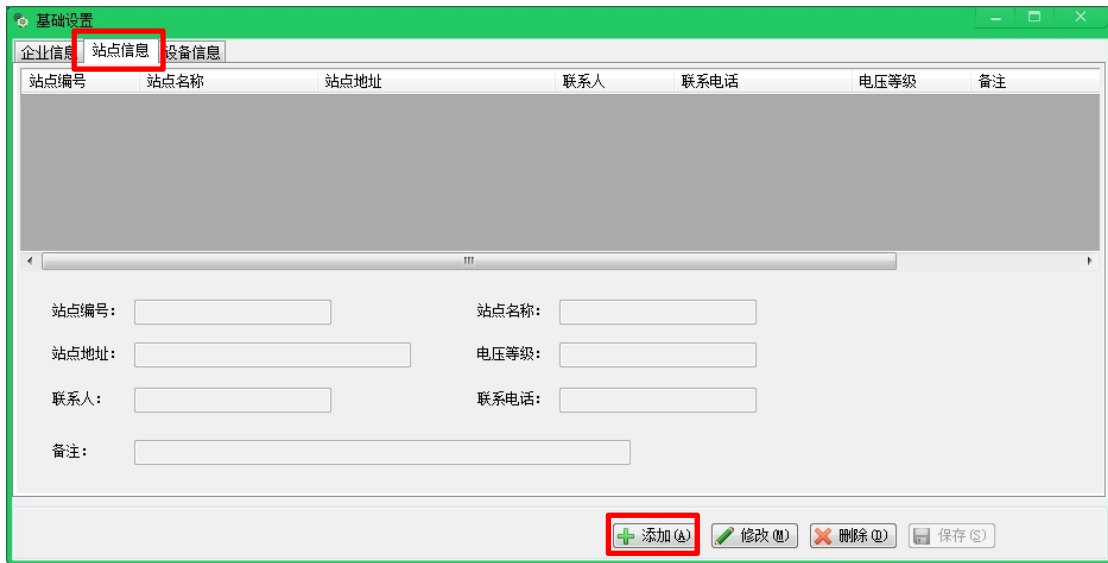 基础设置
企业信息 站点信息 设备信息
站点编号 站点名称 站点地址 联系人 联系电话 电压等级 备注
站点编号： 站点名称：
站点地址： 电压等级：
联系人： 联系电话：
备注：
添加(A) 修改(M) 删除(D) 保存(S)